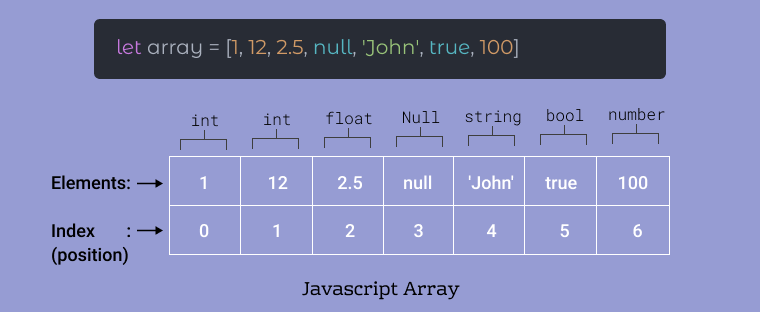 let array = [1, 12, 2.5, null, 'John', true, 100]
int int float Null string bool number
Elements: 1 12 2.5 null 'John' true 100
Index : 0 1 2 3 4 5 6
(position)
Javascript Array